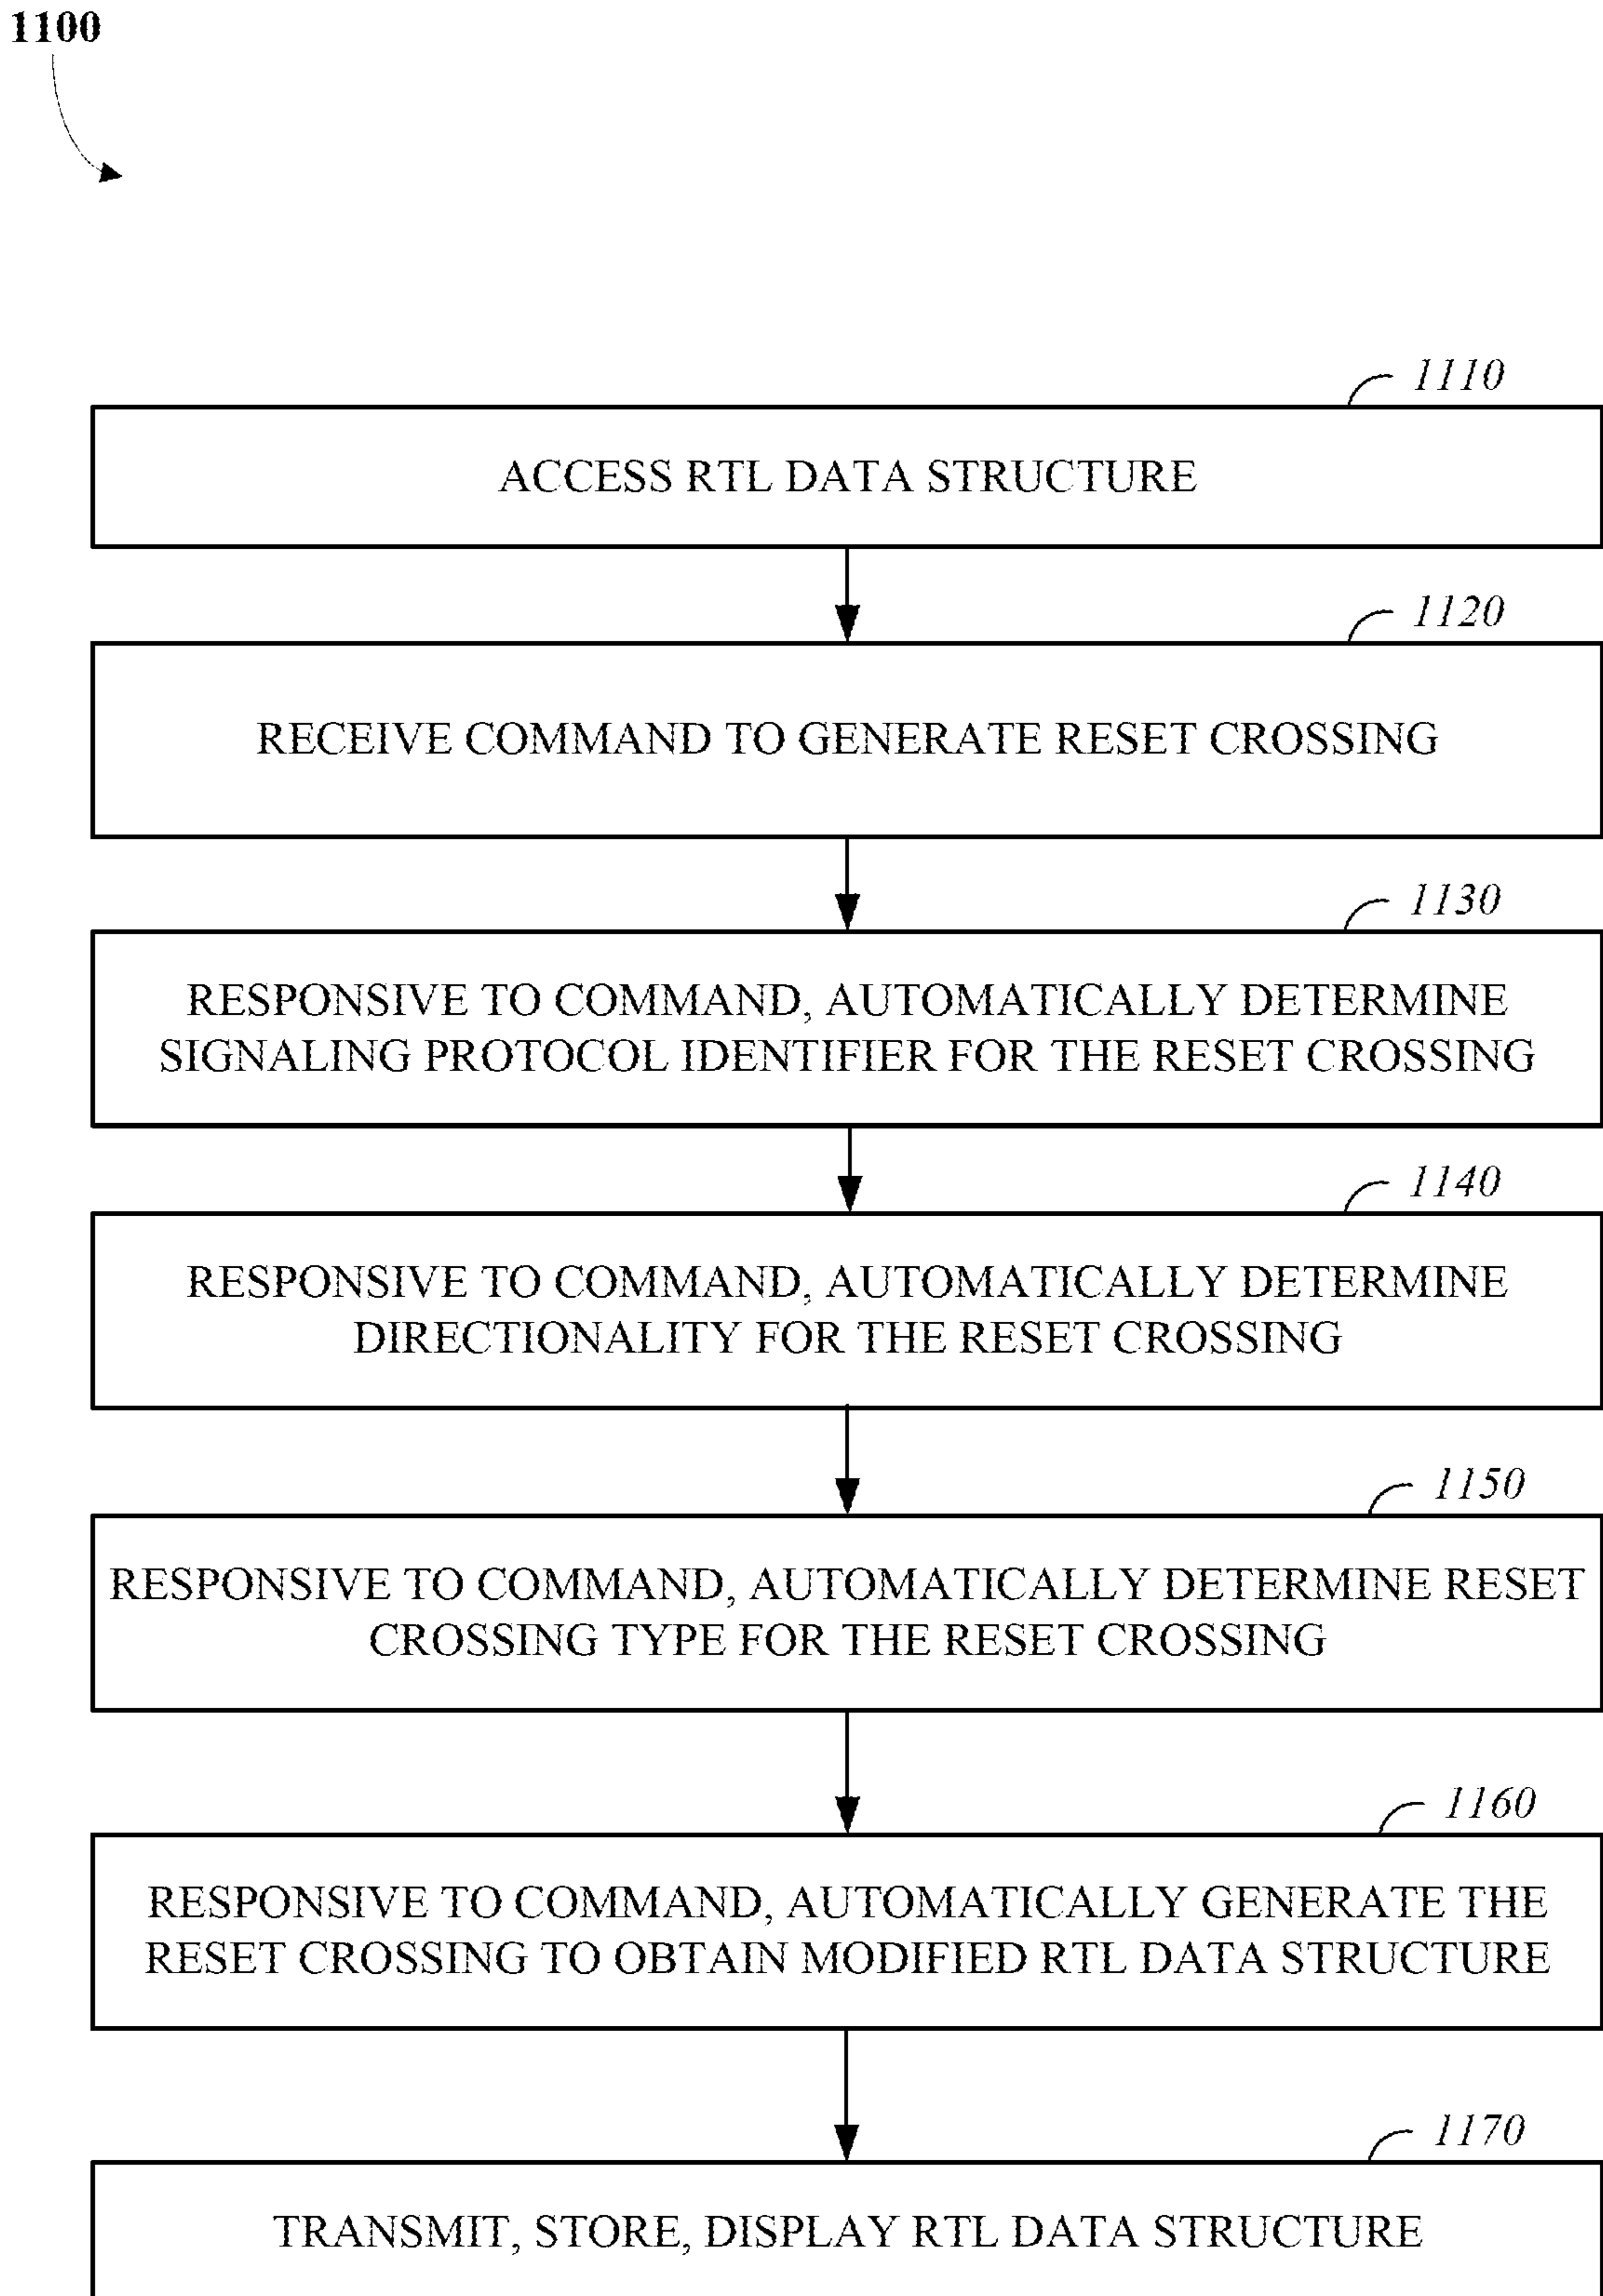 1100
1110
ACCESS RTL DATA STRUCTURE
1120
RECEIVE COMMAND TO GENERATE RESET CROSSING
1130
RESPONSIVE TO COMMAND, AUTOMATICALLY DETERMINE
SIGNALING PROTOCOL IDENTIFIER FOR THE RESET CROSSING
1140
RESPONSIVE TO COMMAND, AUTOMATICALLY DETERMINE
DIRECTIONALITY FOR THE RESET CROSSING
1150
RESPONSIVE TO COMMAND, AUTOMATICALLY DETERMINE RESET
CROSSING TYPE FOR THE RESET CROSSING
1160
RESPONSIVE TO COMMAND, AUTOMATICALLY GENERATE THE
RESET CROSSING TO OBTAIN MODIFIED RTL DATA STRUCTURE
1170
TRANSMIT, STORE, DISPLAY RTL DATA STRUCTURE